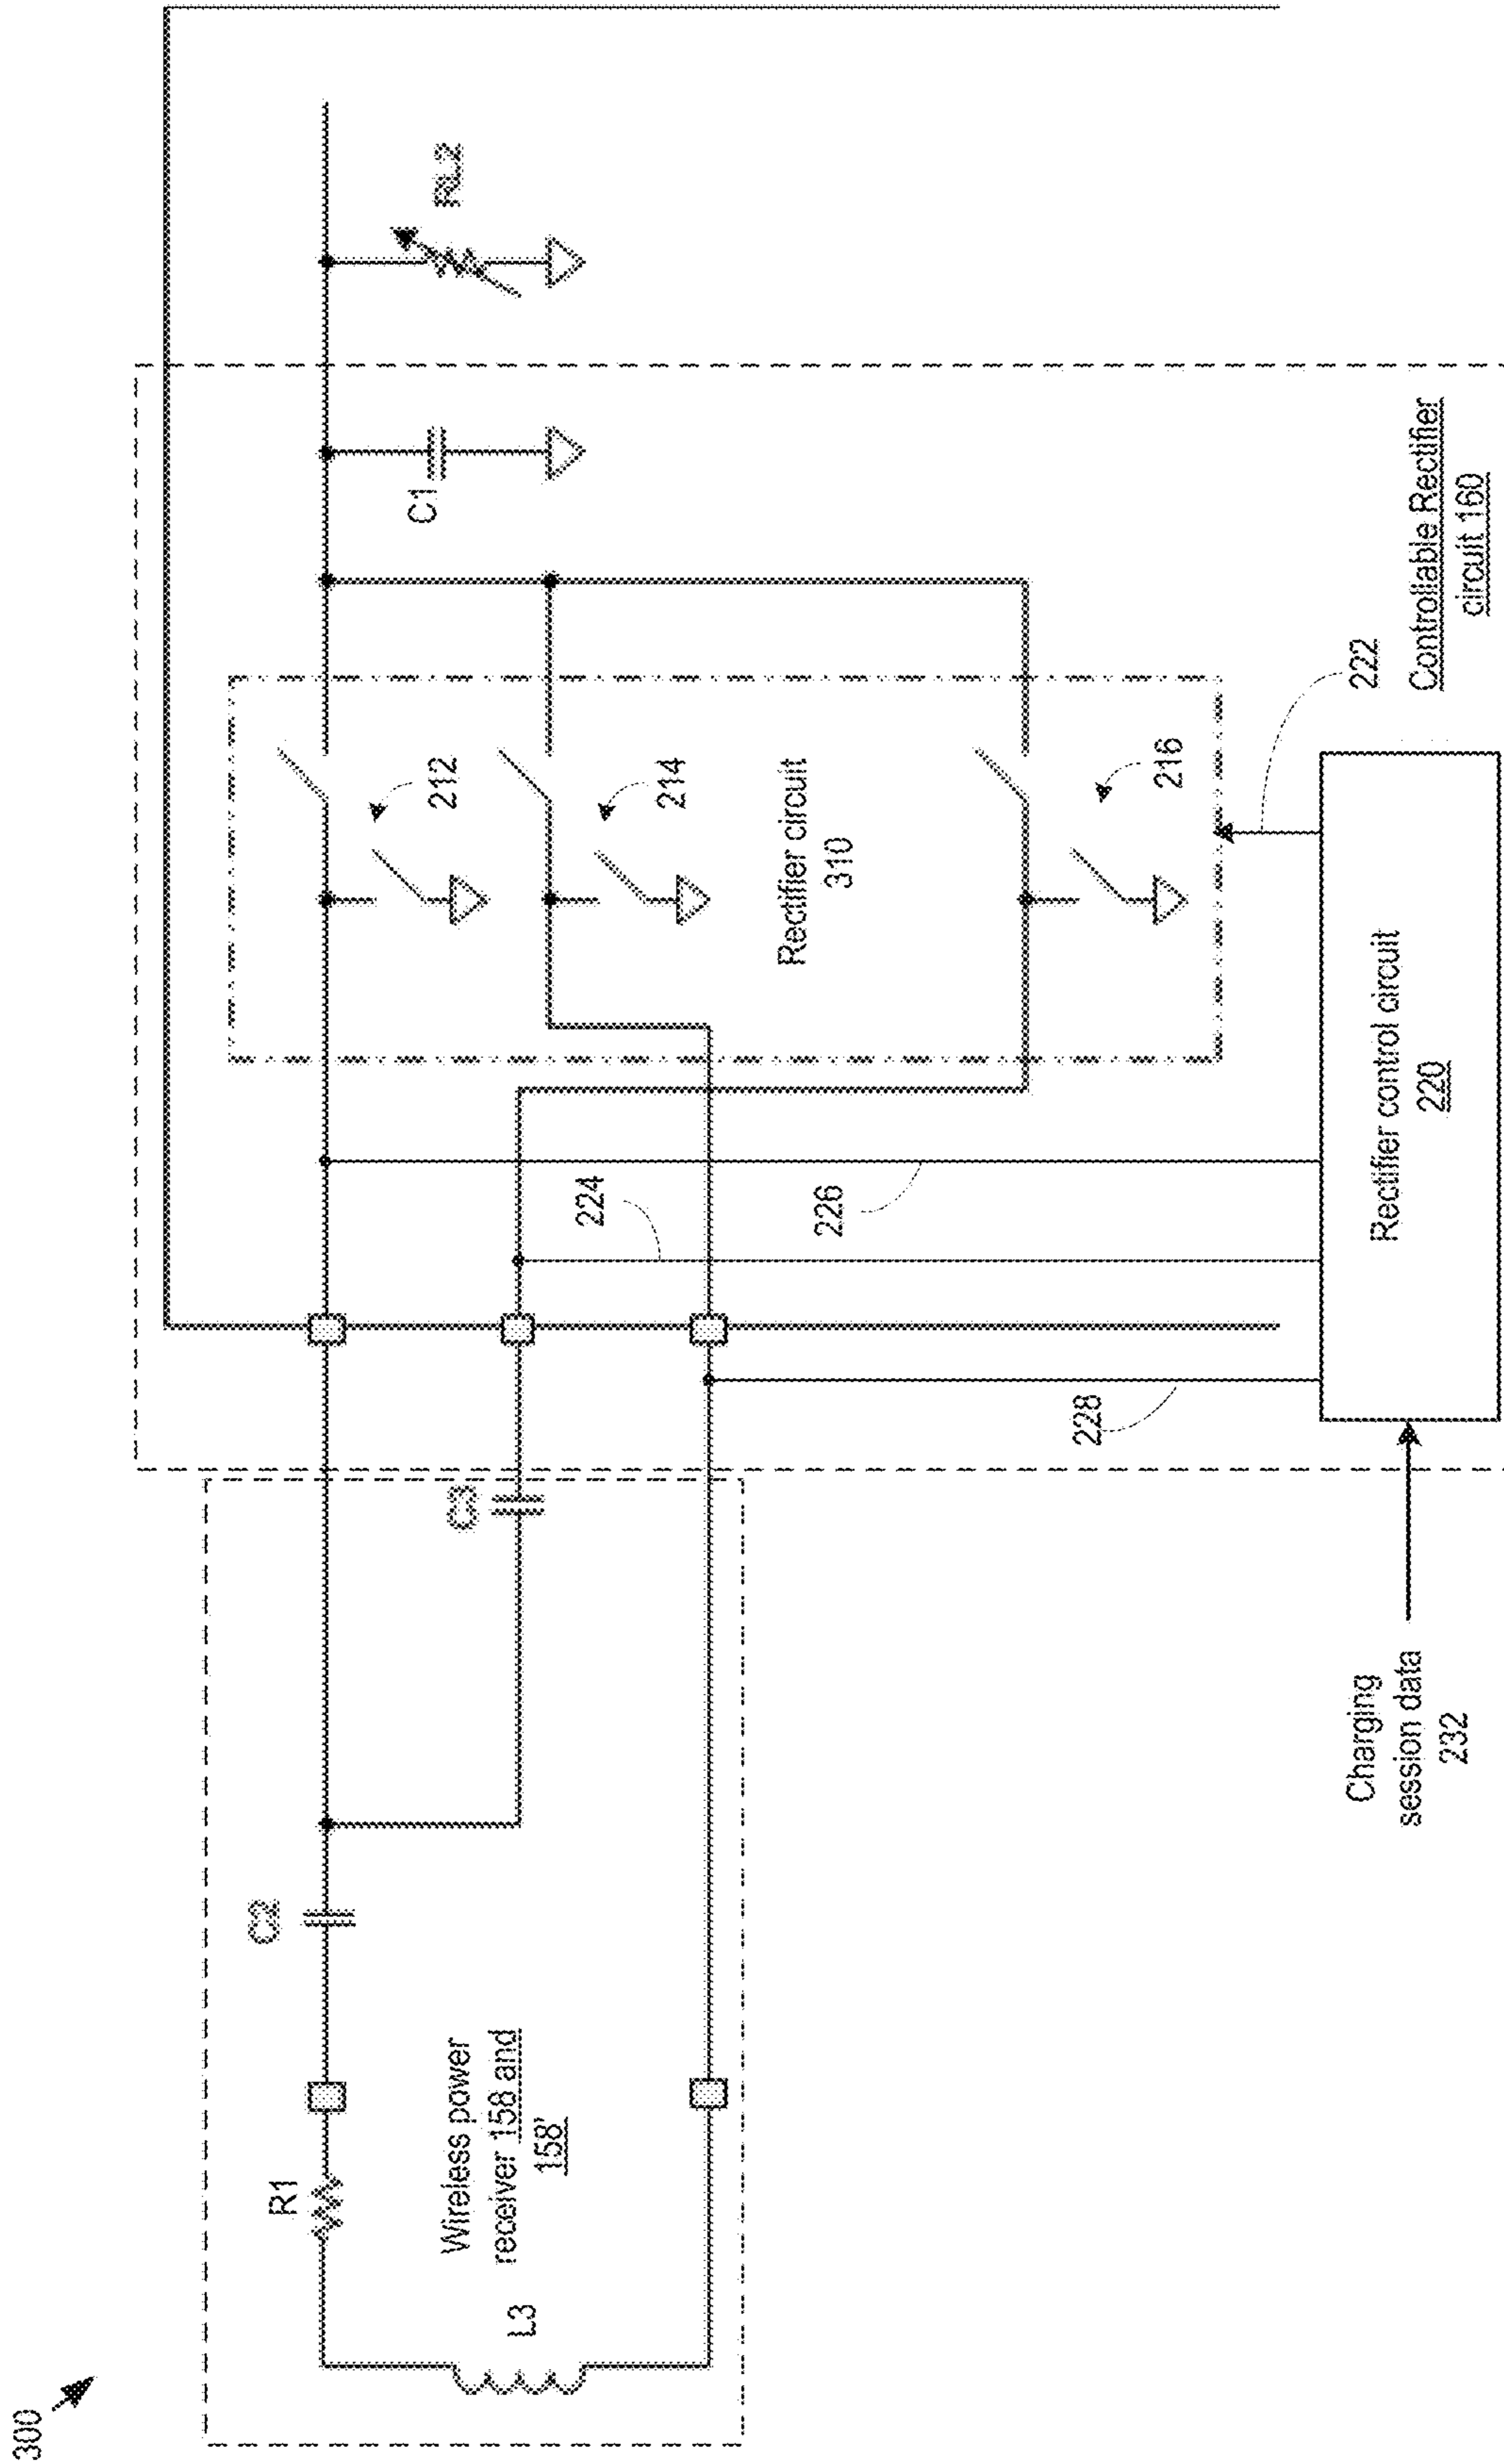 300
R1
C2
L3
Wireless power
receiver 158 and
158'
C3
C1
RL2
212
214
216
Rectifier circuit
310
224
226
228
222
Controllable Rectifier
circuit 160
Charging
session data
232
Rectifier control circuit
220